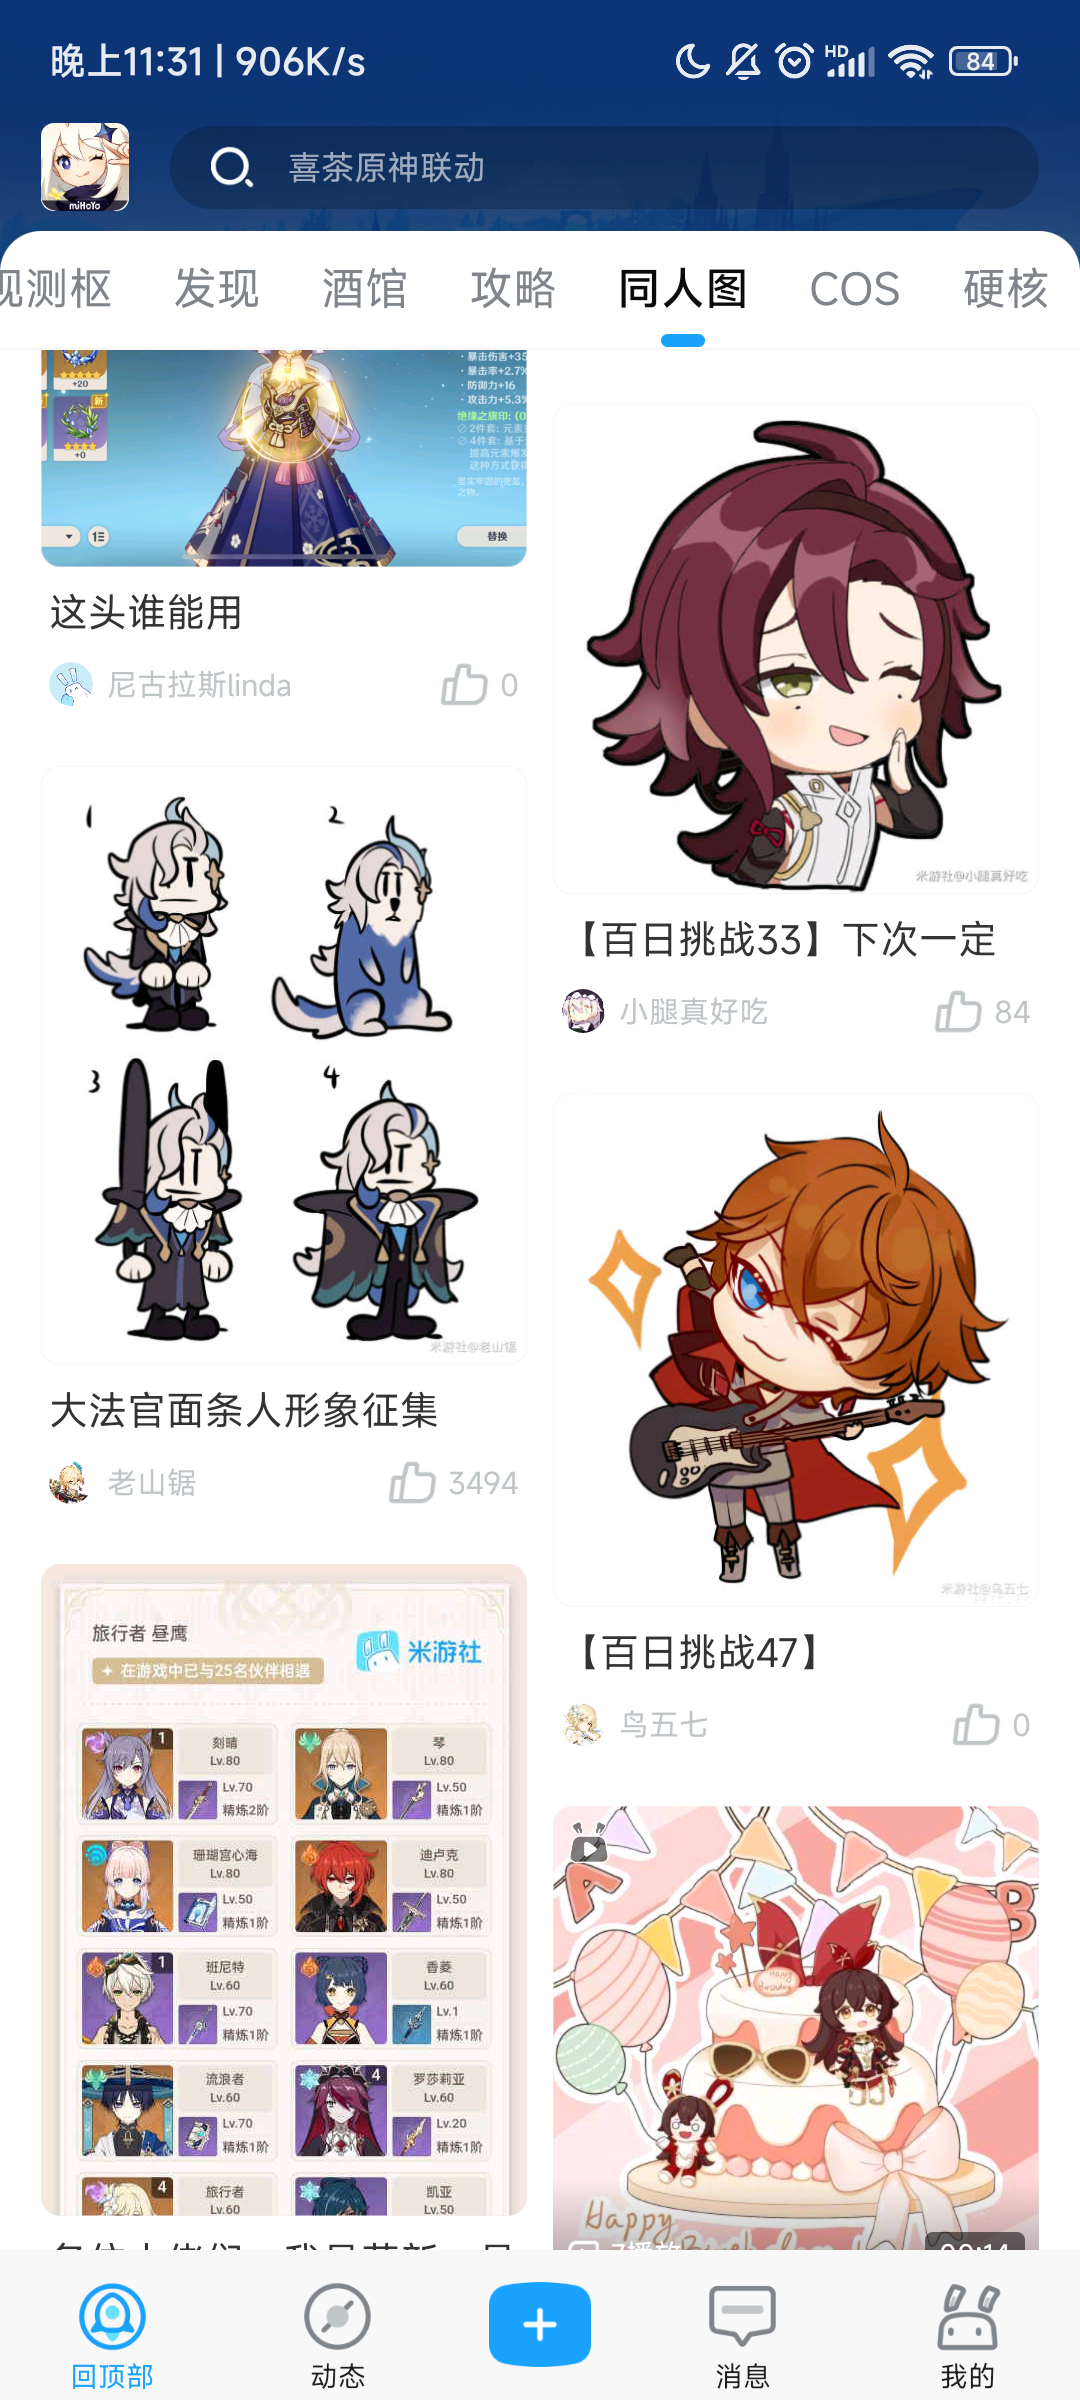 晚上11:31 | 906K/s
HD
84
miHoYo
喜茶原神联动
观测枢 发现 酒馆 攻略 同人图 COS 硬核
+20
新
+0
·暴击伤害+35
·暴击率+2.7%
·防御力+16
·攻击力+5.3%
绝缘之旗印: (0
2件套: 元素
4件套: 基于
提高元素爆发
这种方式获得
之物。
替换
这头谁能用
尼古拉斯linda
0
1
2
3
4
米游社@老山锯
大法官面条人形象征集
老山锯
3494
旅行者 昼鹰
在游戏中已与25名伙伴相遇
米游社
1
刻晴
Lv.80
Lv.70
精炼2阶
琴
Lv.80
Lv.50
精炼1阶
珊瑚宫心海
Lv.80
Lv.50
精炼1阶
迪卢克
Lv.80
Lv.50
精炼1阶
1
班尼特
Lv.60
Lv.70
精炼1阶
香菱
Lv.60
Lv.1
精炼1阶
流浪者
Lv.60
Lv.70
精炼1阶
4
罗莎莉亚
Lv.60
Lv.20
精炼1阶
4
旅行者
Lv.60
凯亚
Lv.50
米游社@小腿真好吃
【百日挑战33】下次一定
小腿真好吃
84
米游社@鸟五七
【百日挑战47】
鸟五七
0
A
B
Happy
Birthday
Happy
7播放
00:14
回顶部
动态
消息
我的